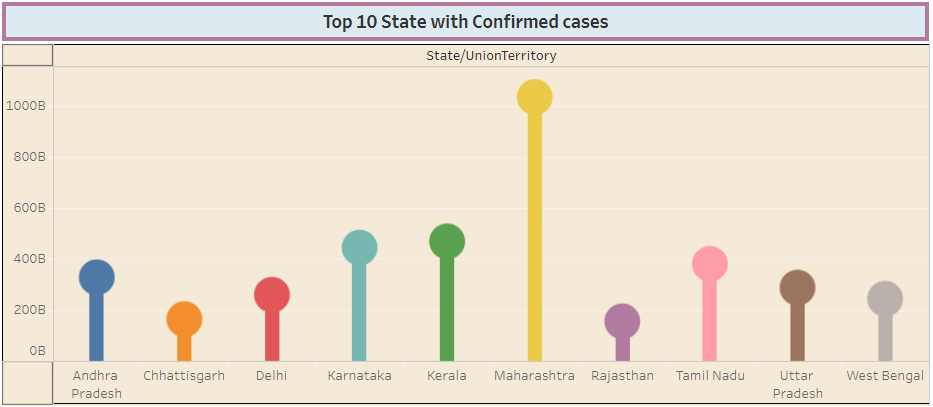 Top 10 State with Confirmed cases
State/UnionTerritory
1000B
800B
600B
400B
200B
0B
Andhra Pradesh
Chhattisgarh
Delhi
Karnataka
Kerala
Maharashtra
Rajasthan
Tamil Nadu
Uttar Pradesh
West Bengal